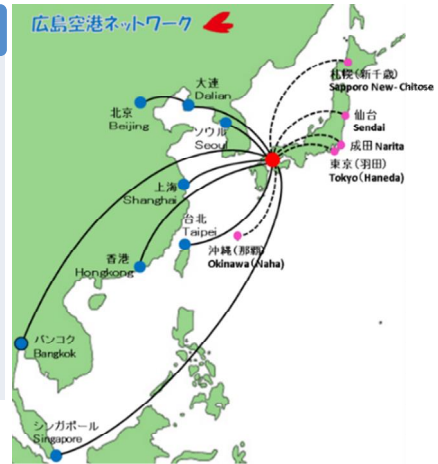 広島空港ネットワーク
札幌(新千歳)
Sapporo New-Chitose
大連
Dalian
北京
Beijing
仙台
Sendai
ソウル
Seoul
成田 Narita
東京(羽田)
Tokyo(Haneda)
上海
Shanghai
台北
Taipei
沖縄(那覇)
Okinawa(Naha)
香港
Hongkong
バンコク
Bangkok
シンガポール
Singapore